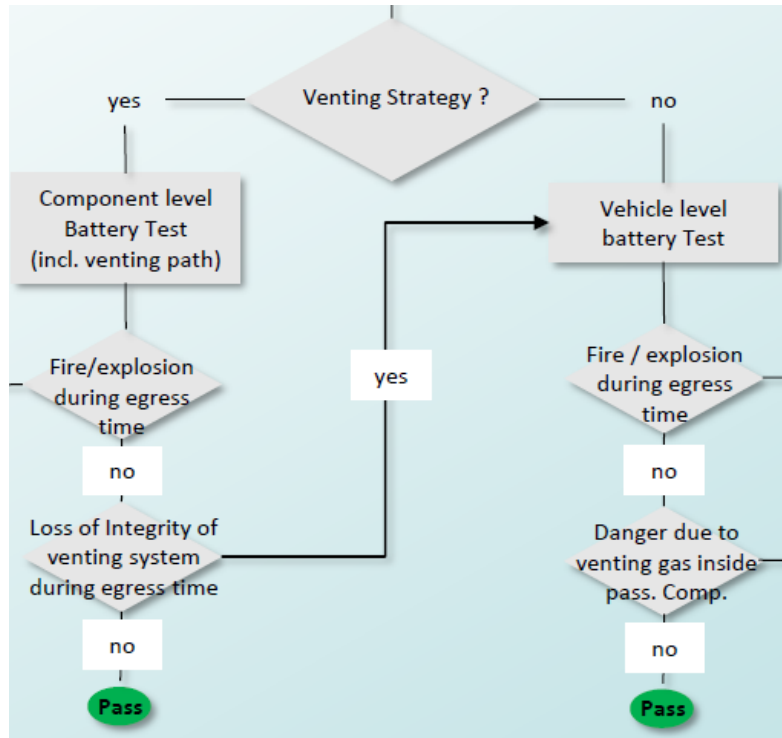 Venting Strategy ?
yes
no
Component level
Battery Test
(incl. venting path)
Vehicle level
battery Test
Fire/explosion
during egress
time
yes
Fire / explosion
during egress
time
no
no
Loss of Integrity of
venting system
during egress time
Danger due to
venting gas inside
pass. Comp.
no
no
Pass
Pass